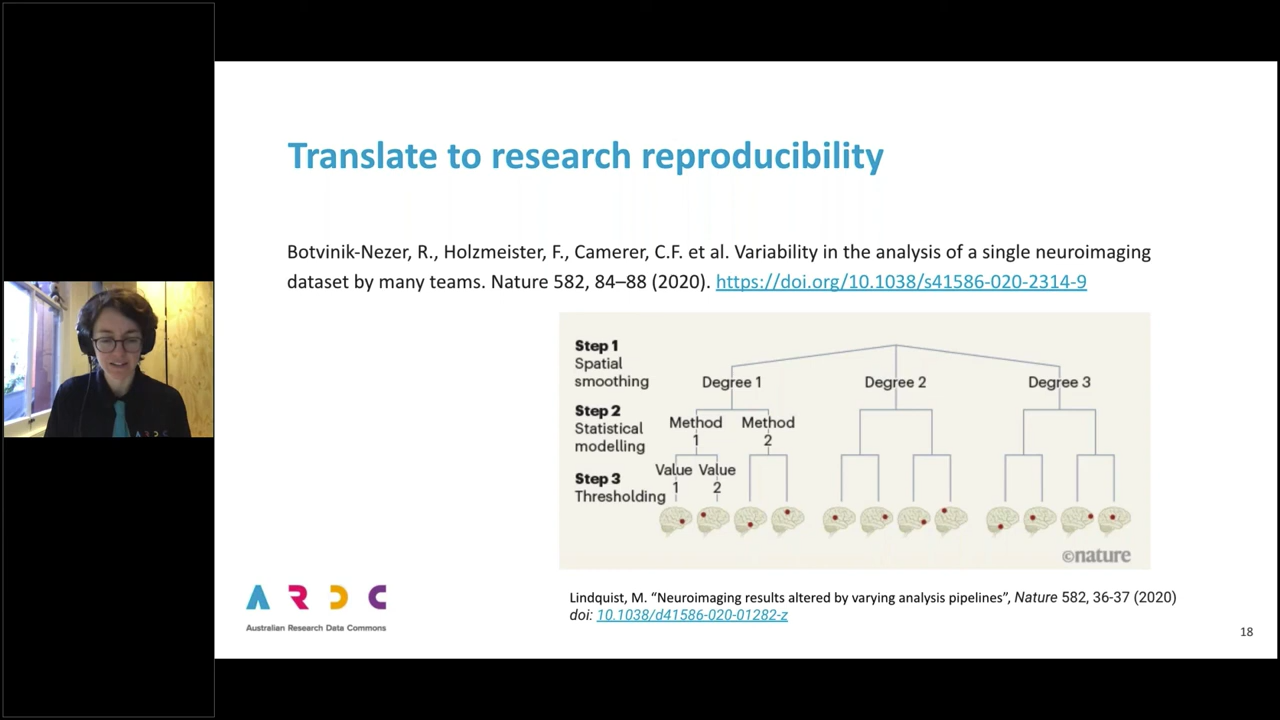 Translate to research reproducibility
Botvinik-Nezer, R., Holzmeister, F., Camerer, C.F. et al. Variability in the analysis of a single neuroimaging
dataset by many teams. Nature 582, 84–88 (2020). https://doi.org/10.1038/s41586-020-2314-9
Step 1
Spatial
smoothing
Degree 1
Degree 2
Degree 3
Step 2
Statistical
modelling
Method
1
Method
2
Step 3
Thresholding
Value
1
Value
2
©nature
Lindquist, M. “Neuroimaging results altered by varying analysis pipelines”, Nature 582, 36-37 (2020)
doi: 10.1038/d41586-020-01282-z
A R D C
Australian Research Data Commons
18
A R D C